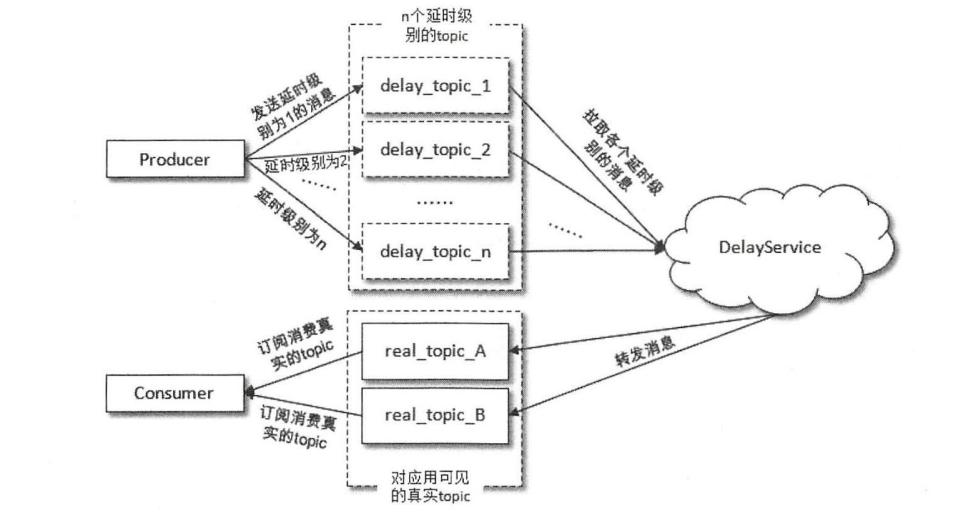 n个延时级
别的topic
发送延时级
别为1的消息
delay_topic_1
拉取各个延时级
别的消息
Producer
延时级别为2
delay_topic_2
……
……
延时级别为n
delay_topic_n
……
DelayService
订阅消费真
实的topic
real_topic_A
转发消息
Consumer
订阅消费真
实的topic
real_topic_B
对应用可见
的真实topic